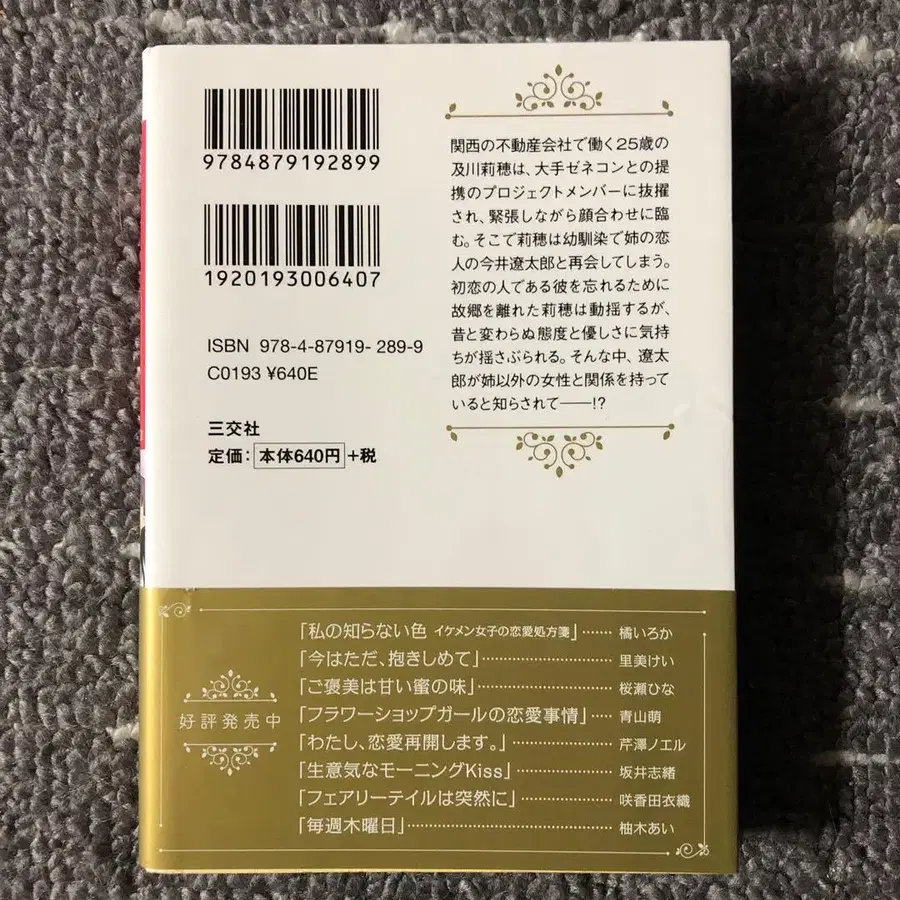 9784879192899
1920193006407
ISBN 978-4-87919-289-9
C0193 ¥640E
三交社
定価：本体640円+税
関西の不動産会社で働く25歳の
及川莉穂は、大手ゼネコンとの提
携のプロジェクトメンバーに抜擢
され、緊張しながら顔合わせに臨
む。そこで莉穂は幼馴染で姉の恋
人の今井遼太郎と再会してしまう。
初恋の人である彼を忘れるために
故郷を離れた莉穂は動揺するが、
昔と変わらぬ態度と優しさに気持
ちが揺さぶられる。そんな中、遼太
郎が姉以外の女性と関係を持って
いると知らされて――!?
好評発売中
「私の知らない色 イケメン女子の恋愛処方箋」…… 橘いろか
「今はただ、抱きしめて」…………… 里美けい
「ご褒美は甘い蜜の味」…………… 桜瀬ひな
「フラワーショップガールの恋愛事情」…… 青山萌
「わたし、恋愛再開します。」………… 芹澤ノエル
「生意気なモーニングKiss」………… 坂井志緒
「フェアリーテイルは突然に」………… 咲香田衣織
「毎週木曜日」…………………… 柚木あい